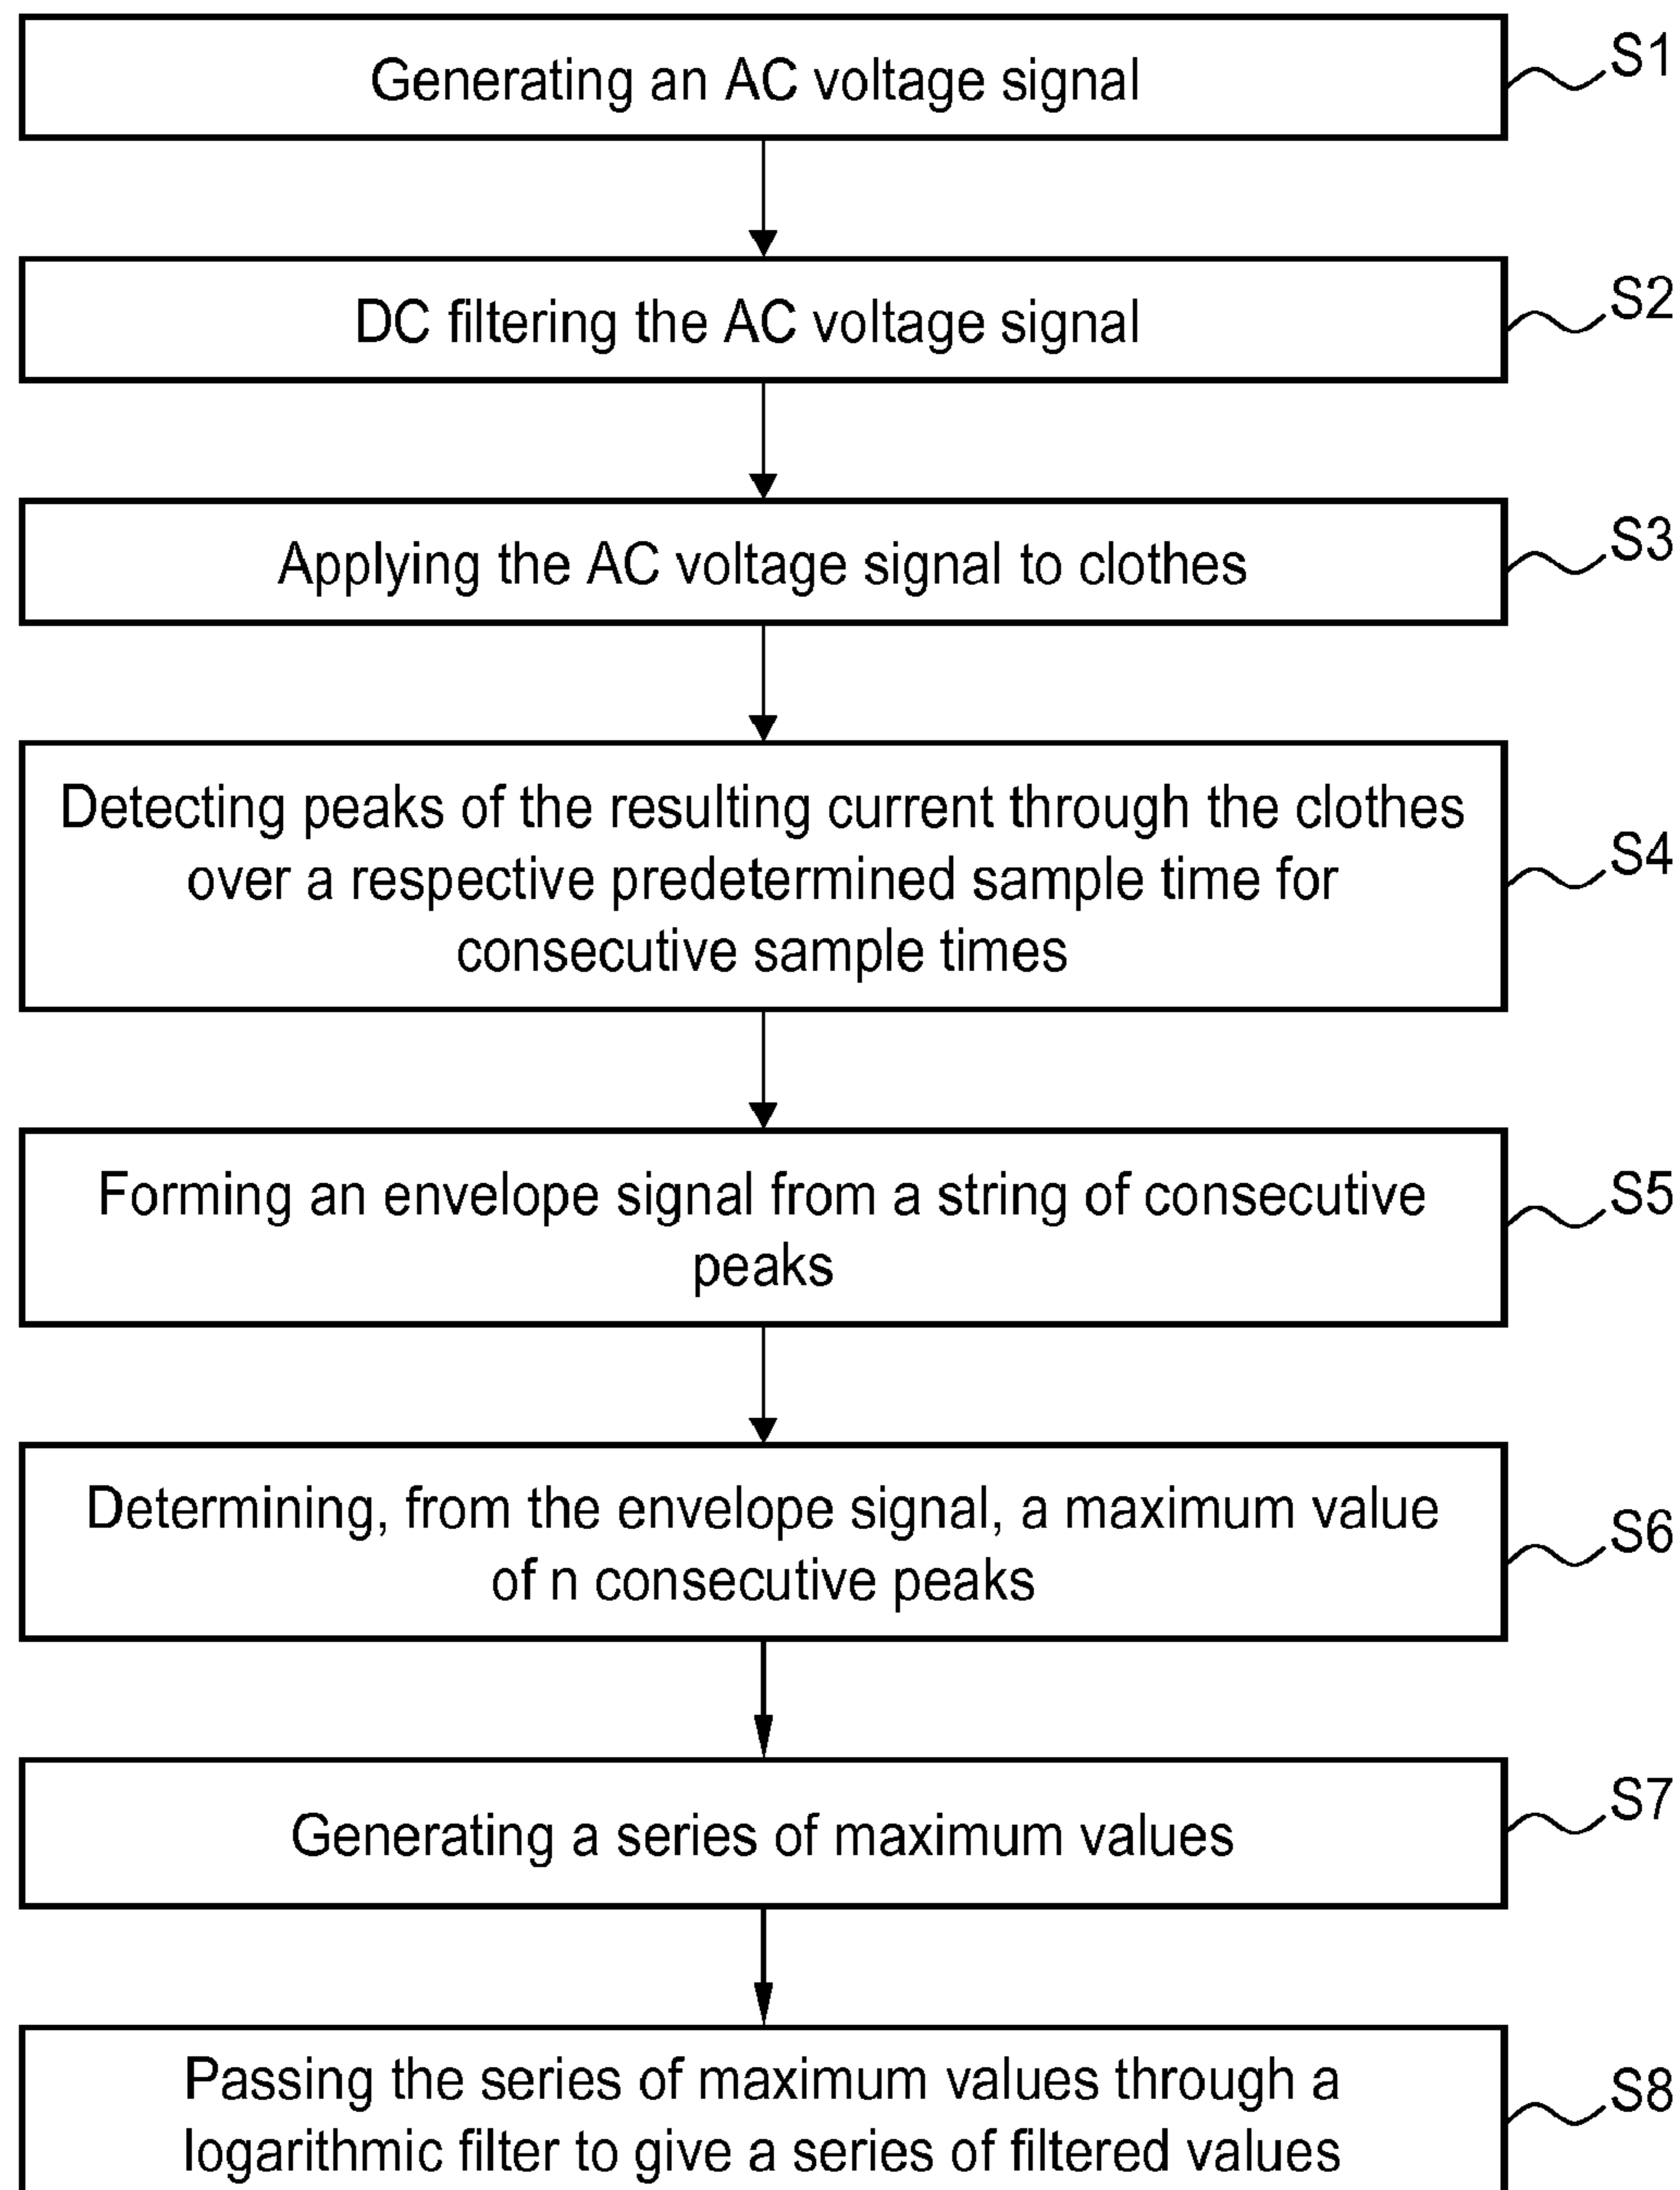 Generating an AC voltage signal
S1
DC filtering the AC voltage signal
S2
Applying the AC voltage signal to clothes
S3
Detecting peaks of the resulting current through the clothes
over a respective predetermined sample time for
consecutive sample times
S4
Forming an envelope signal from a string of consecutive
peaks
S5
Determining, from the envelope signal, a maximum value
of n consecutive peaks
S6
Generating a series of maximum values
S7
Passing the series of maximum values through a
logarithmic filter to give a series of filtered values
S8